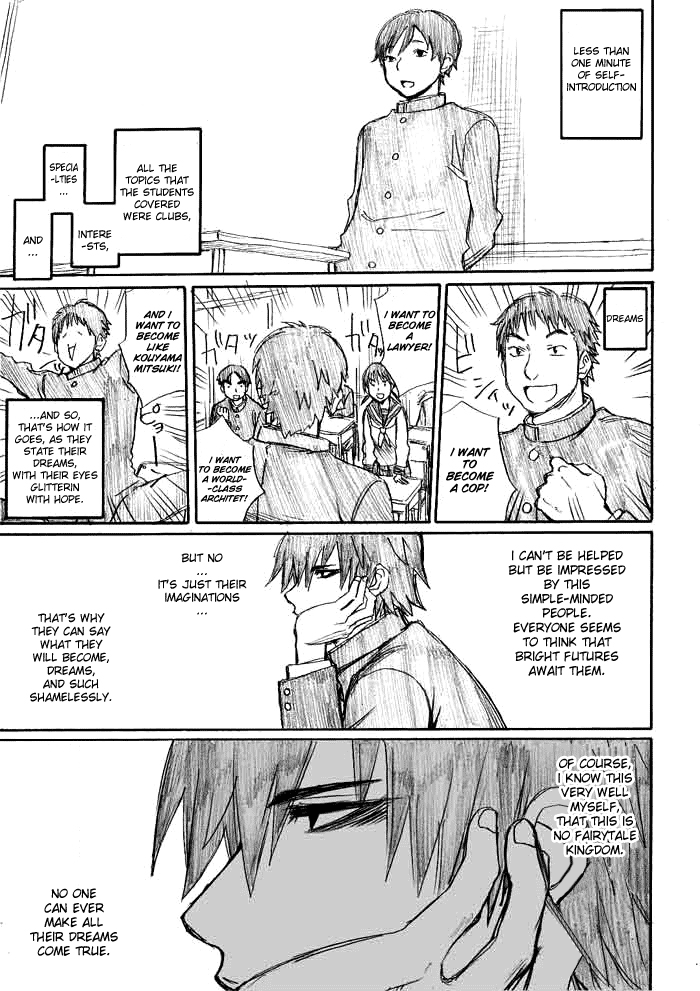 LESS THAN
ONE MINUTE
OF SELF-
INTRODUCTION
ALL THE
TOPICS THAT
THE STUDENTS
COVERED
WERE CLUBS,
SPECIA
-LTIES
...
INTERE
-STS,
AND
...
DREAMS
I WANT
TO
BECOME
A COP!
I WANT TO
BECOME
A
LAWYER!
ガタッ
I WANT
TO BECOME
A WORLD-
-CLASS
ARCHITET!
AND I
WANT TO
BECOME
LIKE
KOUYAMA
MITSUKI!!
ガタ
...AND SO,
THAT'S HOW IT
GOES, AS THEY
STATE THEIR
DREAMS,
WITH THEIR EYES
GLITTERIN
WITH HOPE.
I CAN'T BE HELPED
BUT BE IMPRESSED
BY THIS
SIMPLE-MINDED
PEOPLE.
EVERYONE SEEMS
TO THINK THAT
BRIGHT FUTURES
AWAIT THEM.
BUT NO
...
IT'S JUST THEIR
IMAGINATIONS
...
THAT'S WHY
THEY CAN SAY
WHAT THEY
WILL BECOME,
DREAMS,
AND SUCH
SHAMELESSLY.
OF COURSE,
I KNOW THIS
VERY WELL
MYSELF,
THAT THIS IS
NO FAIRYTALE
KINGDOM.
NO ONE
CAN EVER
MAKE ALL
THEIR DREAMS
COME TRUE.